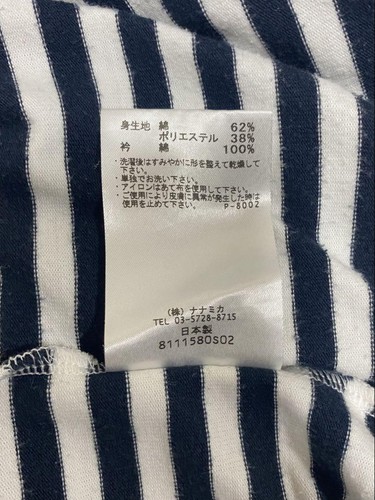 身生地 綿 62%
ポリエステル 38%
衿 綿 100%
・洗濯後はすみやかに形を整えて乾燥して
下さい。
・単独でお洗い下さい。
・アイロンはあて布を使用して下さい。
・ご使用により皮膚に異常が生じた時は
使用を止めて下さい。 P-8002
(株) ナナミカ
TEL 03-5728-8715
日本製
8111580S02